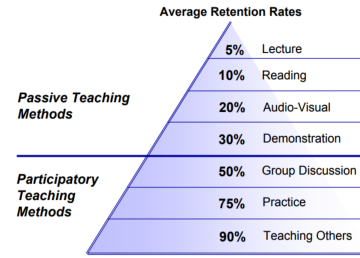 Average Retention Rates
5% Lecture
10% Reading
20% Audio-Visual
30% Demonstration
Passive Teaching
Methods
50% Group Discussion
75% Practice
90% Teaching Others
Participatory
Teaching
Methods